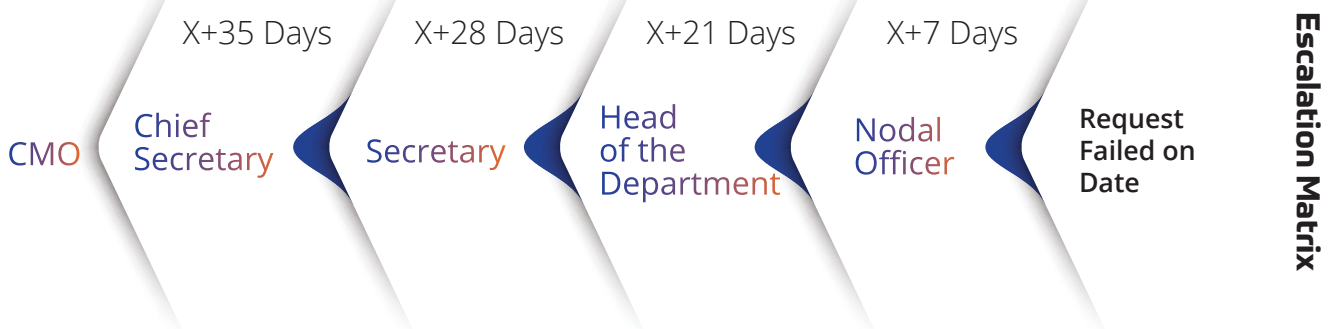 X+35 Days
X+28 Days
X+21 Days
X+7 Days
CMO
Chief
Secretary
Secretary
Head
of the
Department
Nodal
Officer
Request
Failed on
Date
Escalation Matrix